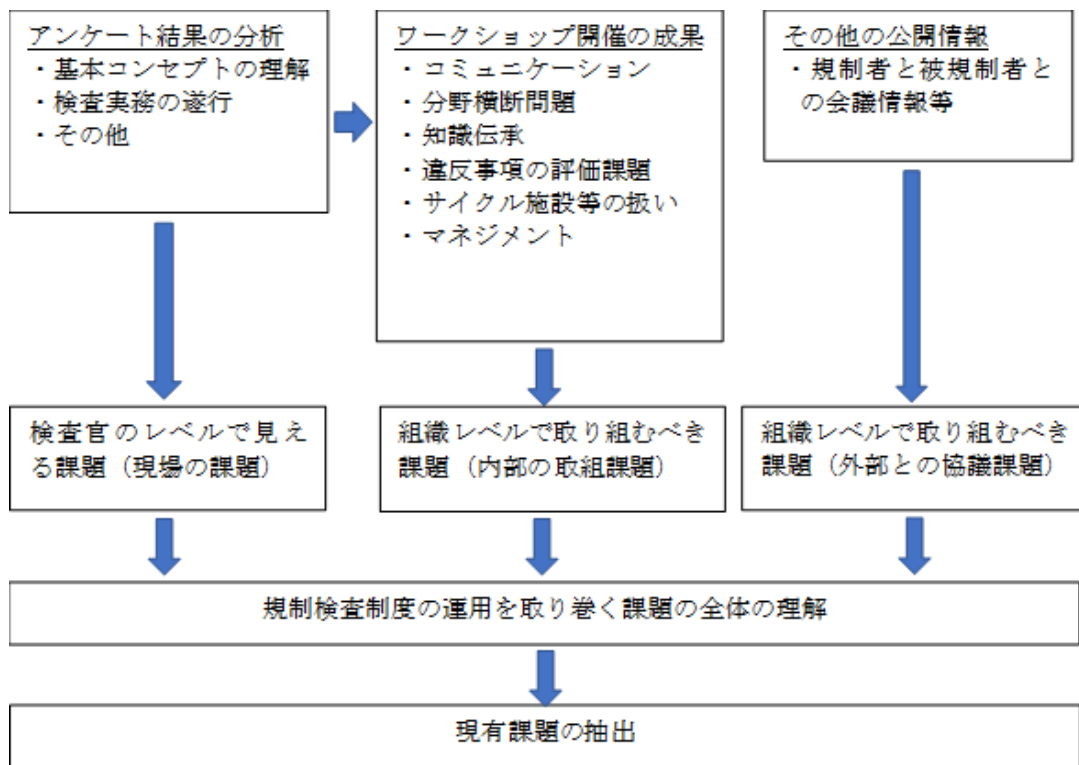 アンケート結果の分析
・基本コンセプトの理解
・検査実務の遂行
・その他
ワークショップ開催の成果
・コミュニケーション
・分野横断問題
・知識伝承
・違反事項の評価課題
・サイクル施設等の扱い
・マネジメント
その他の公開情報
・規制者と被規制者と
の会議情報等
検査官のレベルで見え
る課題（現場の課題）
組織レベルで取り組むべき
課題（内部の取組課題）
組織レベルで取り組むべき
課題（外部との協議課題）
規制検査制度の運用を取り巻く課題の全体の理解
現有課題の抽出